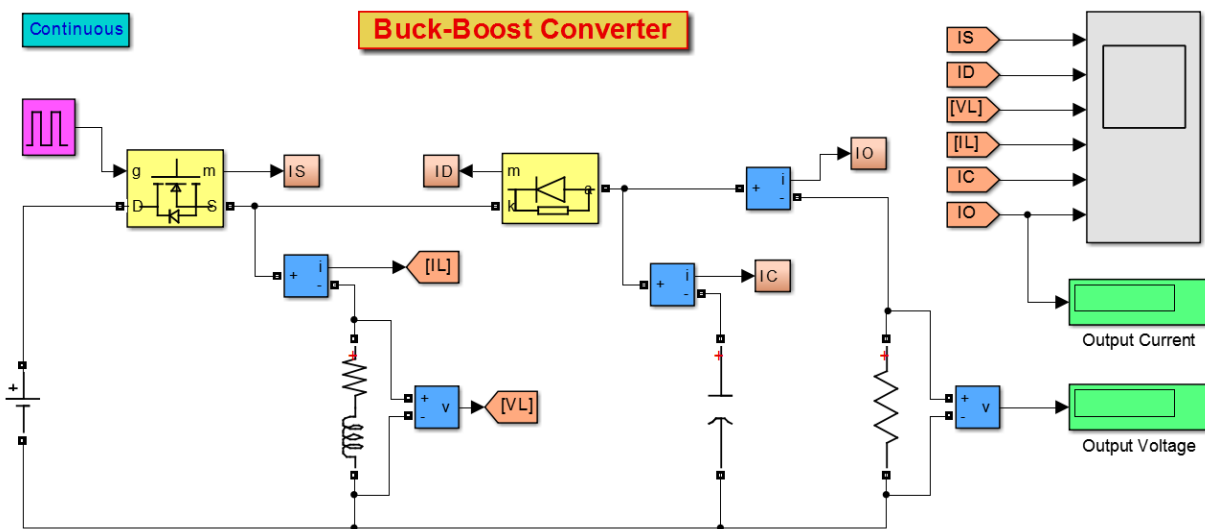 Continuous
Buck-Boost Converter
IS
ID
[VL]
[IL]
IC
IO
g
m
D
S
IS
ID
m
k
a
+
i
-
IO
+
i
-
[IL]
+
i
-
IC
+
+
-
v
[VL]
+
+
+
+
-
v
Output Current
Output Voltage